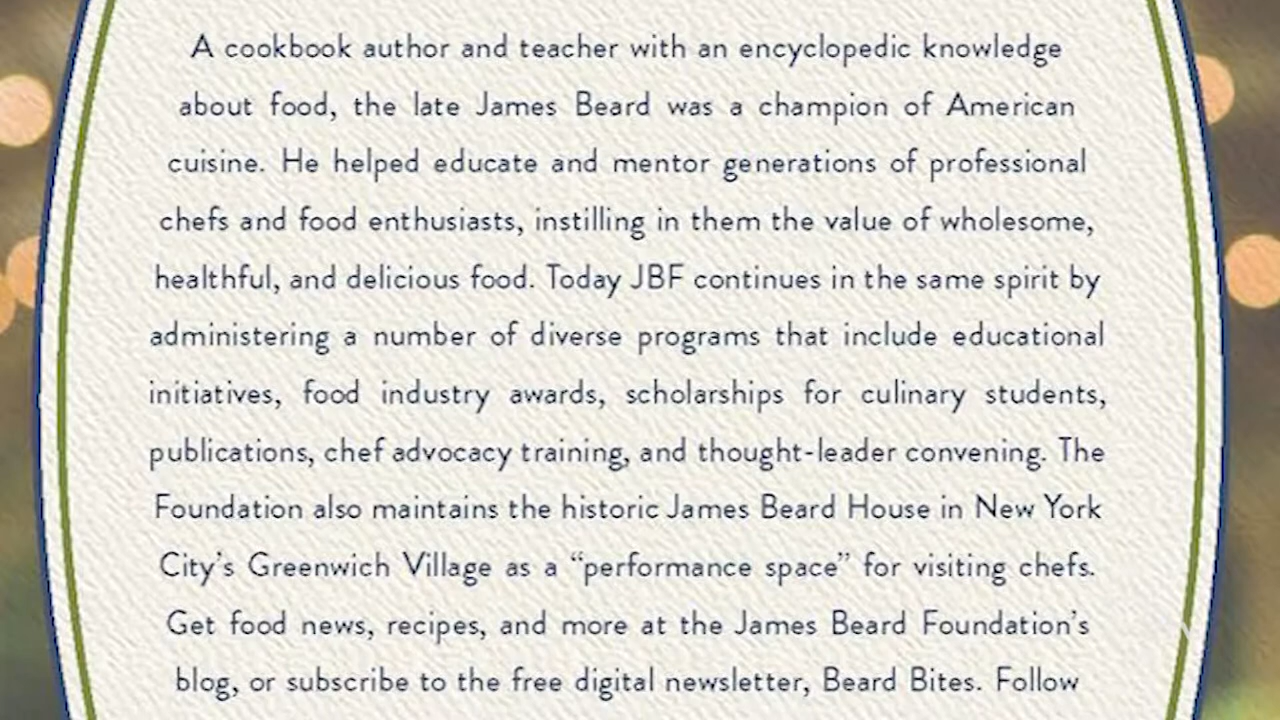 A cookbook author and teacher with an encyclopedic knowledge
about food, the late James Beard was a champion of American
cuisine. He helped educate and mentor generations of professional
chefs and food enthusiasts, instilling in them the value of wholesome,
healthful, and delicious food. Today JBF continues in the same spirit by
administering a number of diverse programs that include educational
initiatives, food industry awards, scholarships for culinary students,
publications, chef advocacy training, and thought-leader convening. The
Foundation also maintains the historic James Beard House in New York
City’s Greenwich Village as a “performance space” for visiting chefs.
Get food news, recipes, and more at the James Beard Foundation’s
blog, or subscribe to the free digital newsletter, Beard Bites. Follow